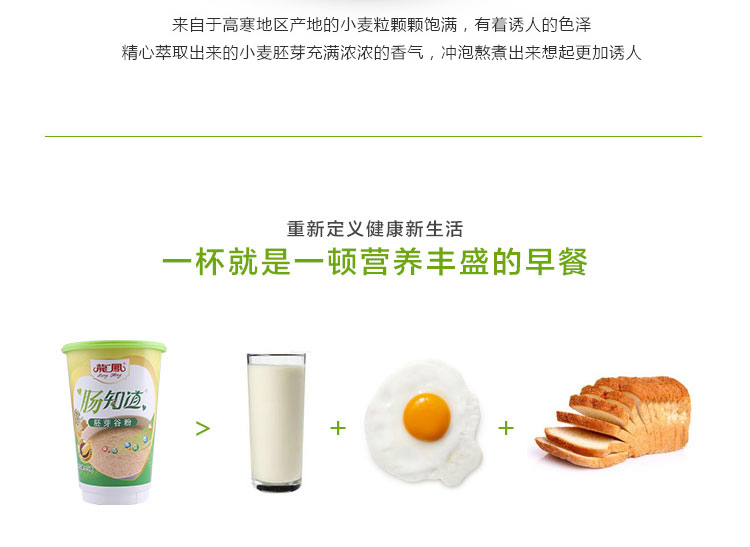 来自于高寒地区产地的小麦粒颗颗饱满，有着诱人的色泽
精心萃取出来的小麦胚芽充满浓浓的香气，冲泡熬煮出来想起更加诱人
重新定义健康新生活
一杯就是一顿营养丰盛的早餐
龍鳳
肠知道
胚芽谷粉
> + +